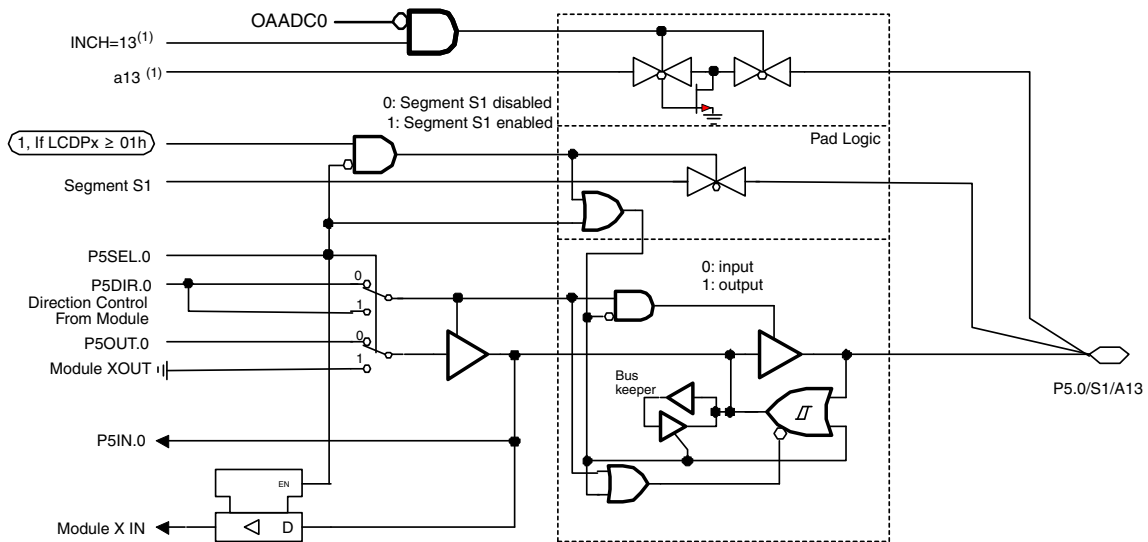 OAADC0
INCH=13(1)
a13 (1)
0: Segment S1 disabled
1: Segment S1 enabled
Pad Logic
1, If LCDPx ≥ 01h
Segment S1
P5SEL.0
0: input
1: output
P5DIR.0
0
Direction Control
From Module
1
P5OUT.0
0
Module XOUT
1
Bus
keeper
P5.0/S1/A13
P5IN.0
EN
Module X IN
D